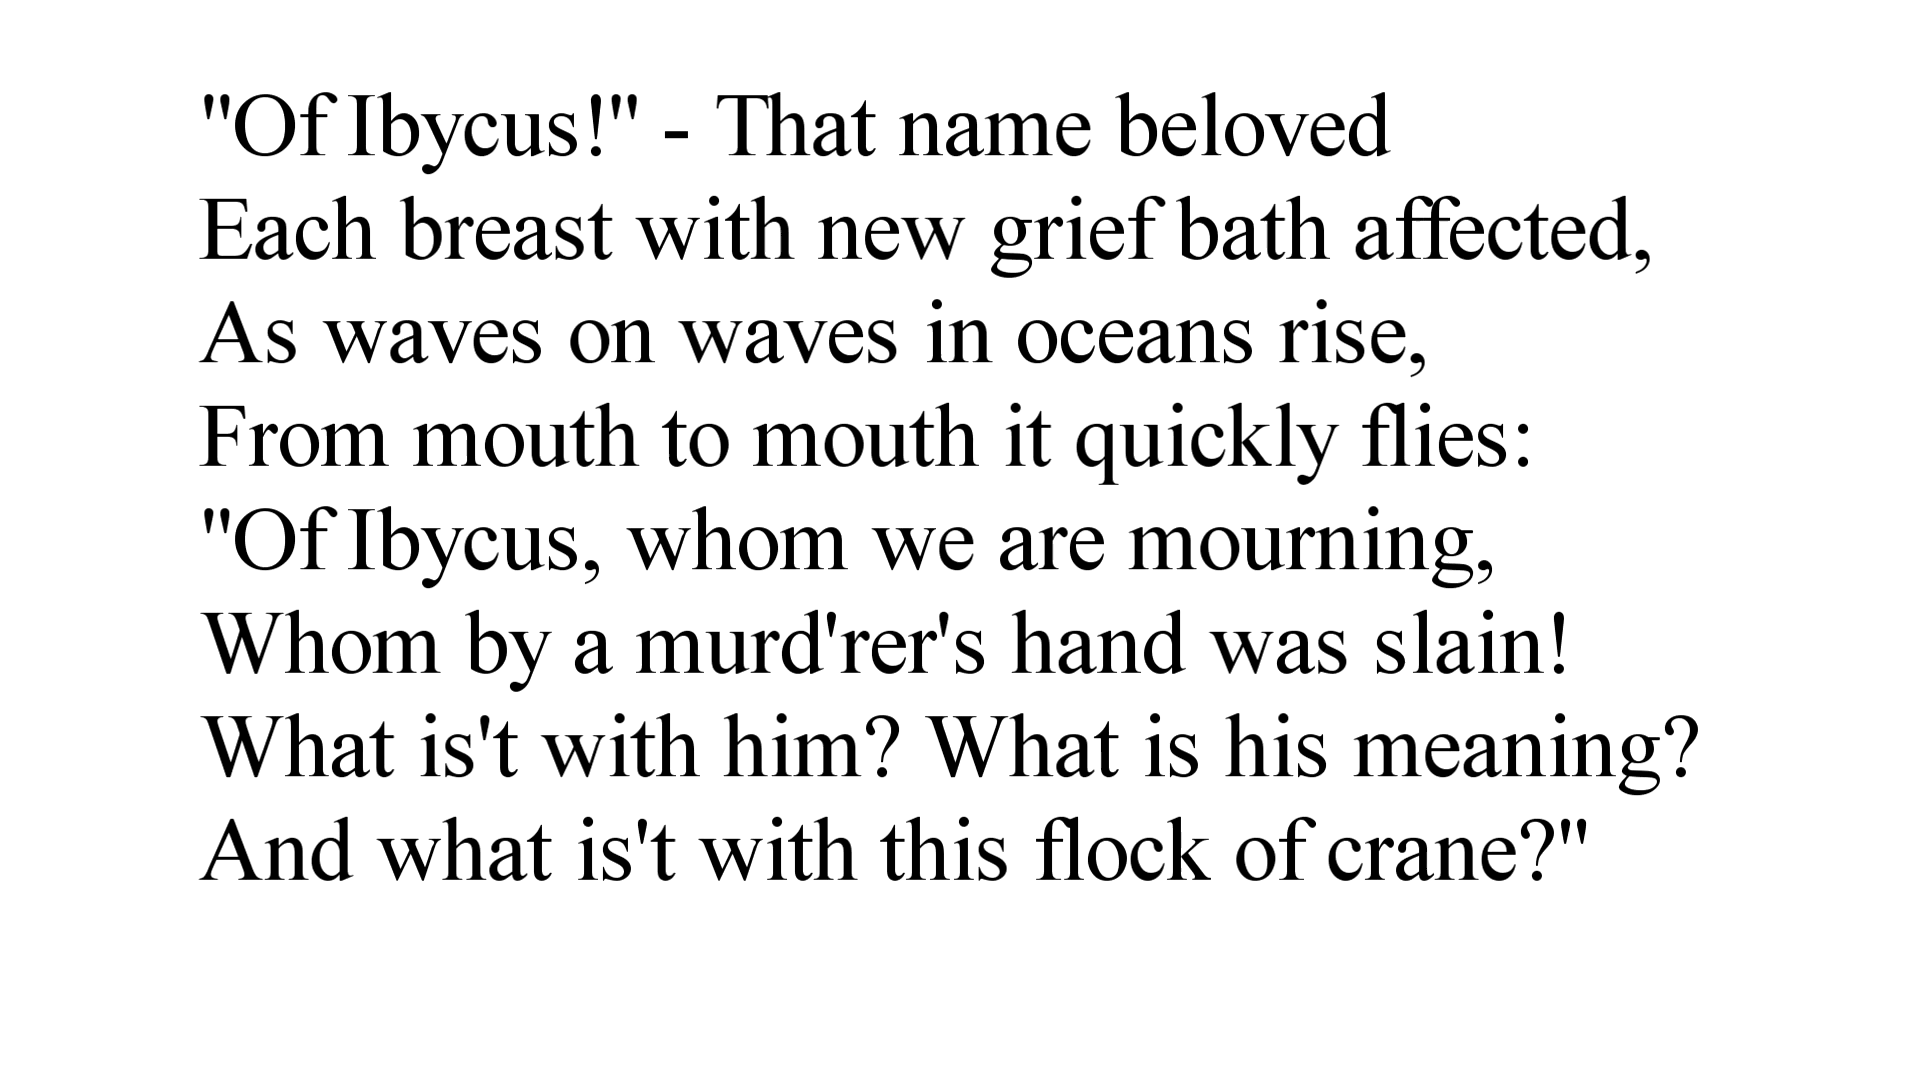 "Of Ibycus!" - That name beloved
Each breast with new grief bath affected,
As waves on waves in oceans rise,
From mouth to mouth it quickly flies:
"Of Ibycus, whom we are mourning,
Whom by a murd'rer's hand was slain!
What is't with him? What is his meaning?
And what is't with this flock of crane?"